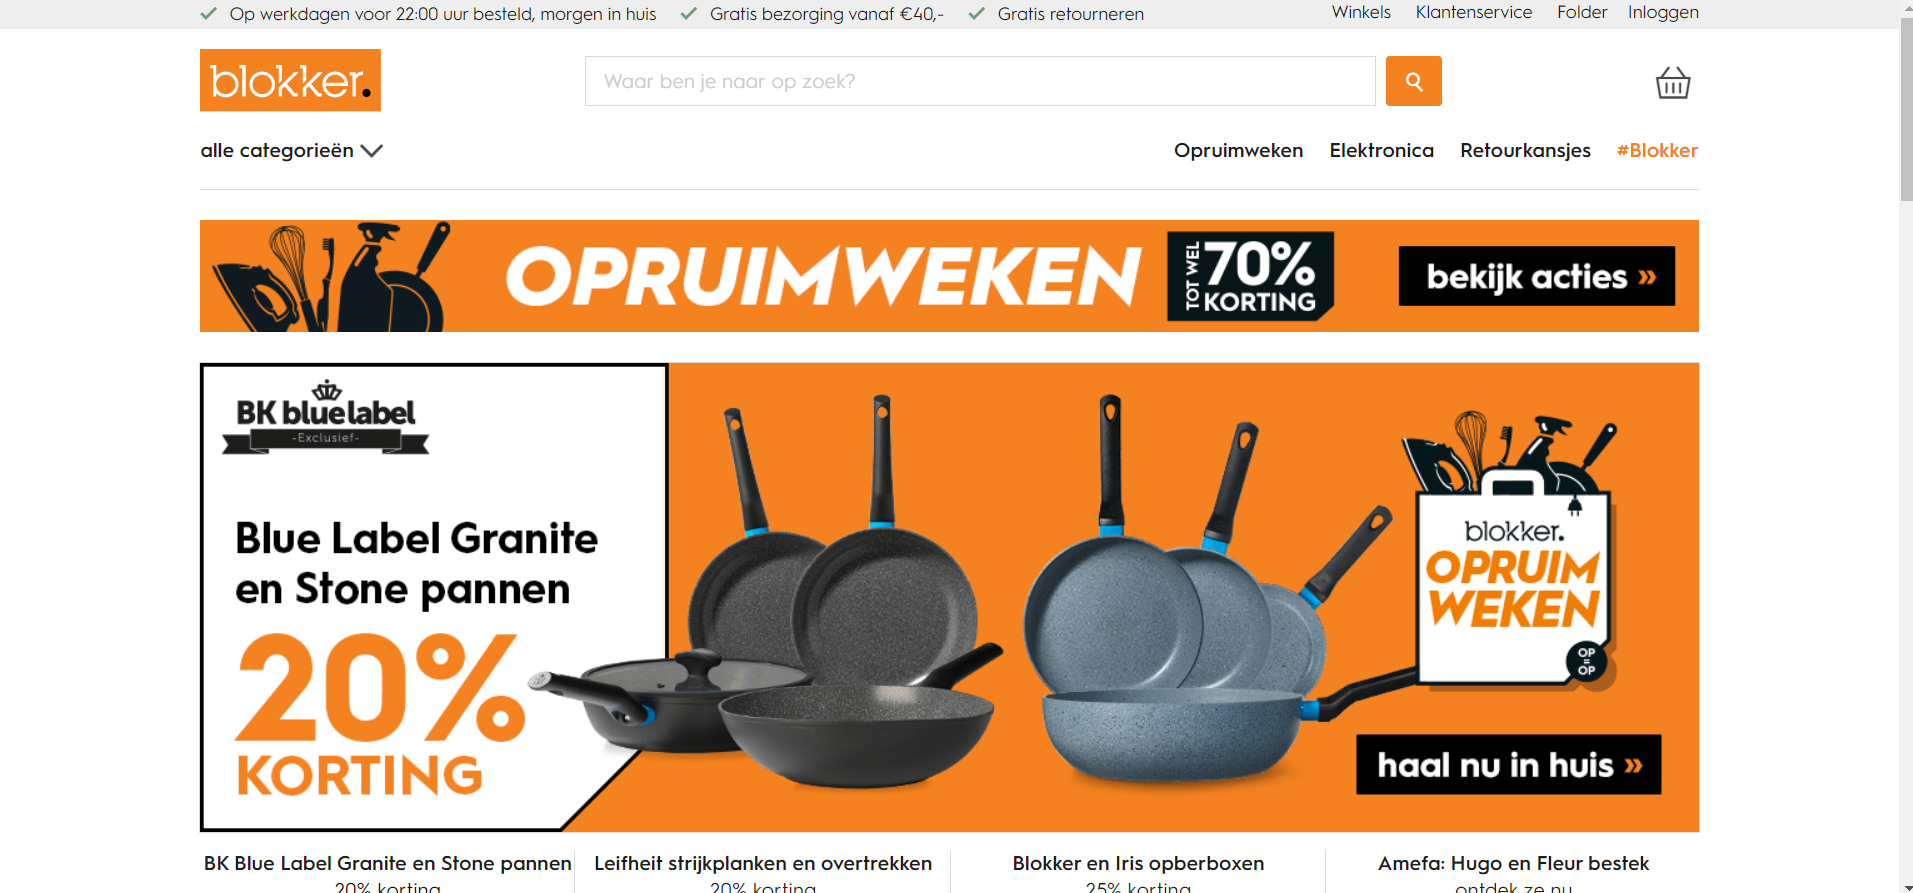 Op werkdagen voor 22:00 uur besteld, morgen in huis
Gratis bezorging vanaf €40,-
Gratis retourneren
Winkels
Klantenservice
Folder
Inloggen
blokker.
Waar ben je naar op zoek?
alle categorieën
Opruimweken
Elektronica
Retourkansjes
#Blokker
OPRUIMWEKEN
TOT WEL
70%
KORTING
bekijk acties »
BK bluelabel
-Exclusief-
Blue Label Granite
en Stone pannen
20%
KORTING
blokker.
OPRUIM
WEKEN
OP
=
OP
haal nu in huis »
BK Blue Label Granite en Stone pannen
20% korting
Leifheit strijkplanken en overtrekken
20% korting
Blokker en Iris opberboxen
25% korting
Amefa: Hugo en Fleur bestek
ontdek ze nu